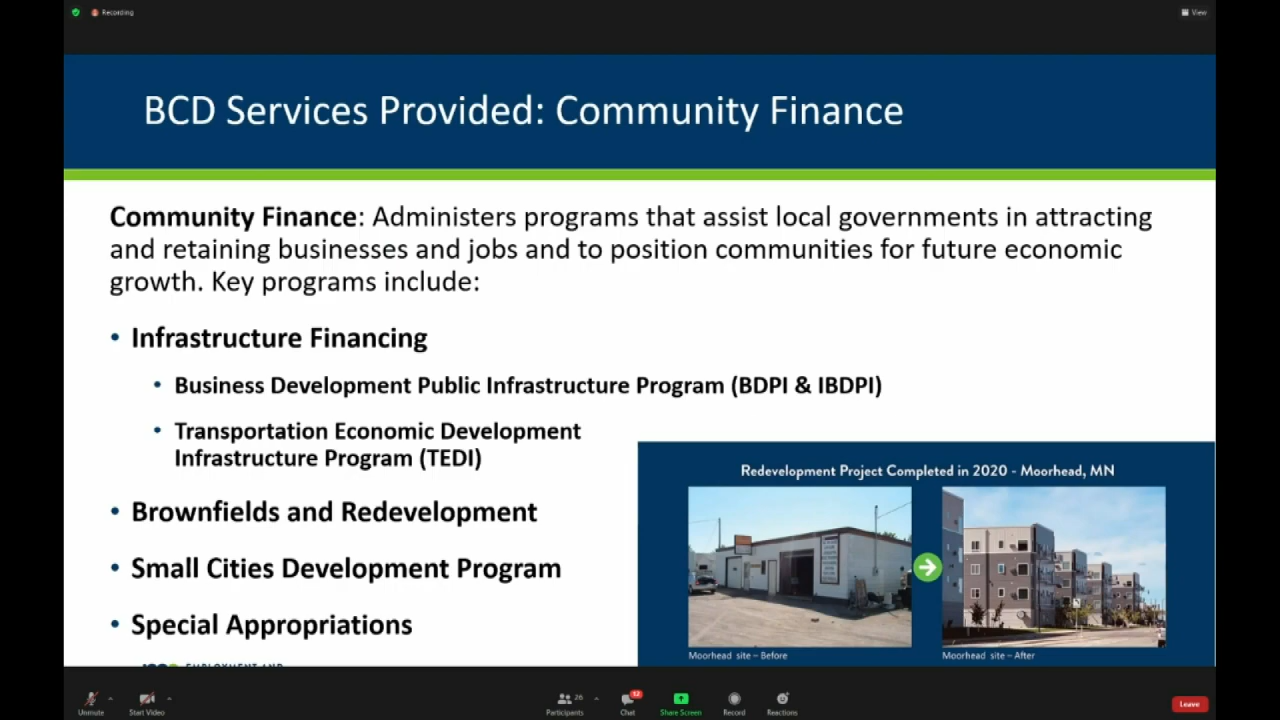 Recording
View
BCD Services Provided: Community Finance
Community Finance: Administers programs that assist local governments in attracting
and retaining businesses and jobs and to position communities for future economic
growth. Key programs include:
• Infrastructure Financing
• Business Development Public Infrastructure Program (BDPI & IBDPI)
• Transportation Economic Development
Infrastructure Program (TEDI)
• Brownfields and Redevelopment
• Small Cities Development Program
• Special Appropriations
Redevelopment Project Completed in 2020 - Moorhead, MN
Moorhead site – Before
Moorhead site – After
EMPLOYMENT AND
26
12
Unmute
Start Video
Participants
Chat
Share Screen
Record
Reactions
Leave